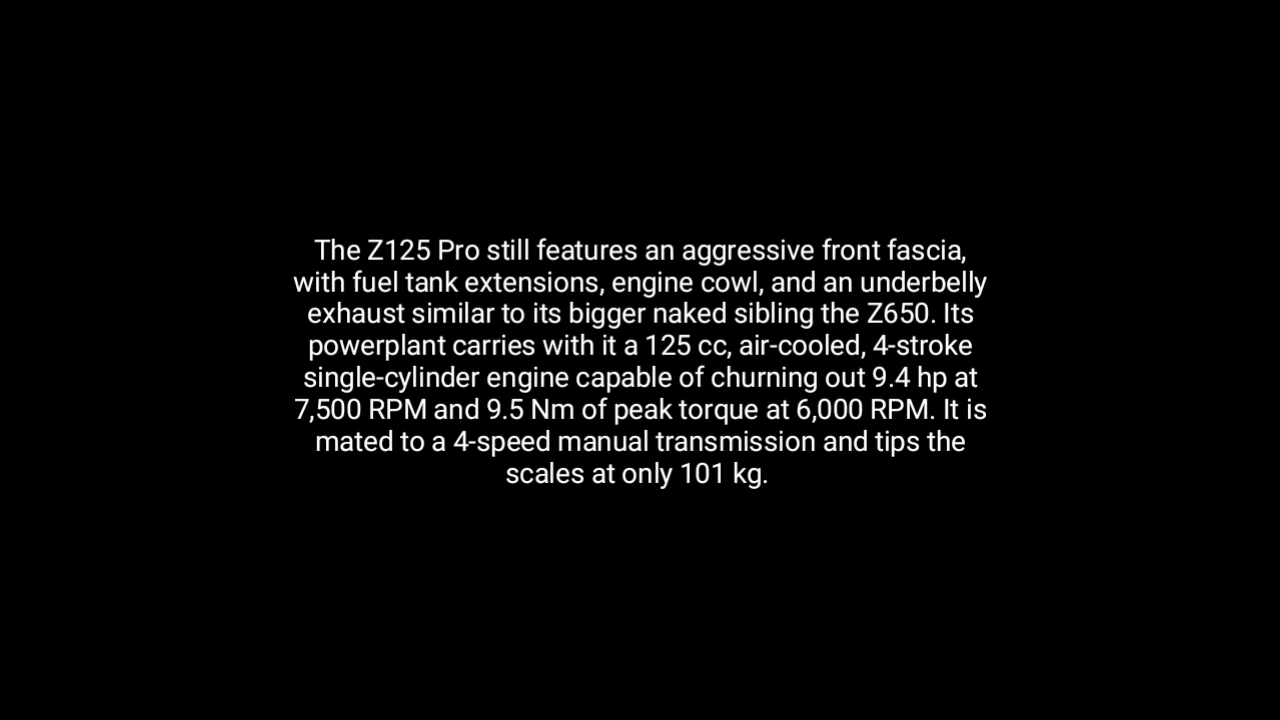 The Z125 Pro still features an aggressive front fascia,
with fuel tank extensions, engine cowl, and an underbelly
exhaust similar to its bigger naked sibling the Z650. Its
powerplant carries with it a 125 cc, air-cooled, 4-stroke
single-cylinder engine capable of churning out 9.4 hp at
7,500 RPM and 9.5 Nm of peak torque at 6,000 RPM. It is
mated to a 4-speed manual transmission and tips the
scales at only 101 kg.